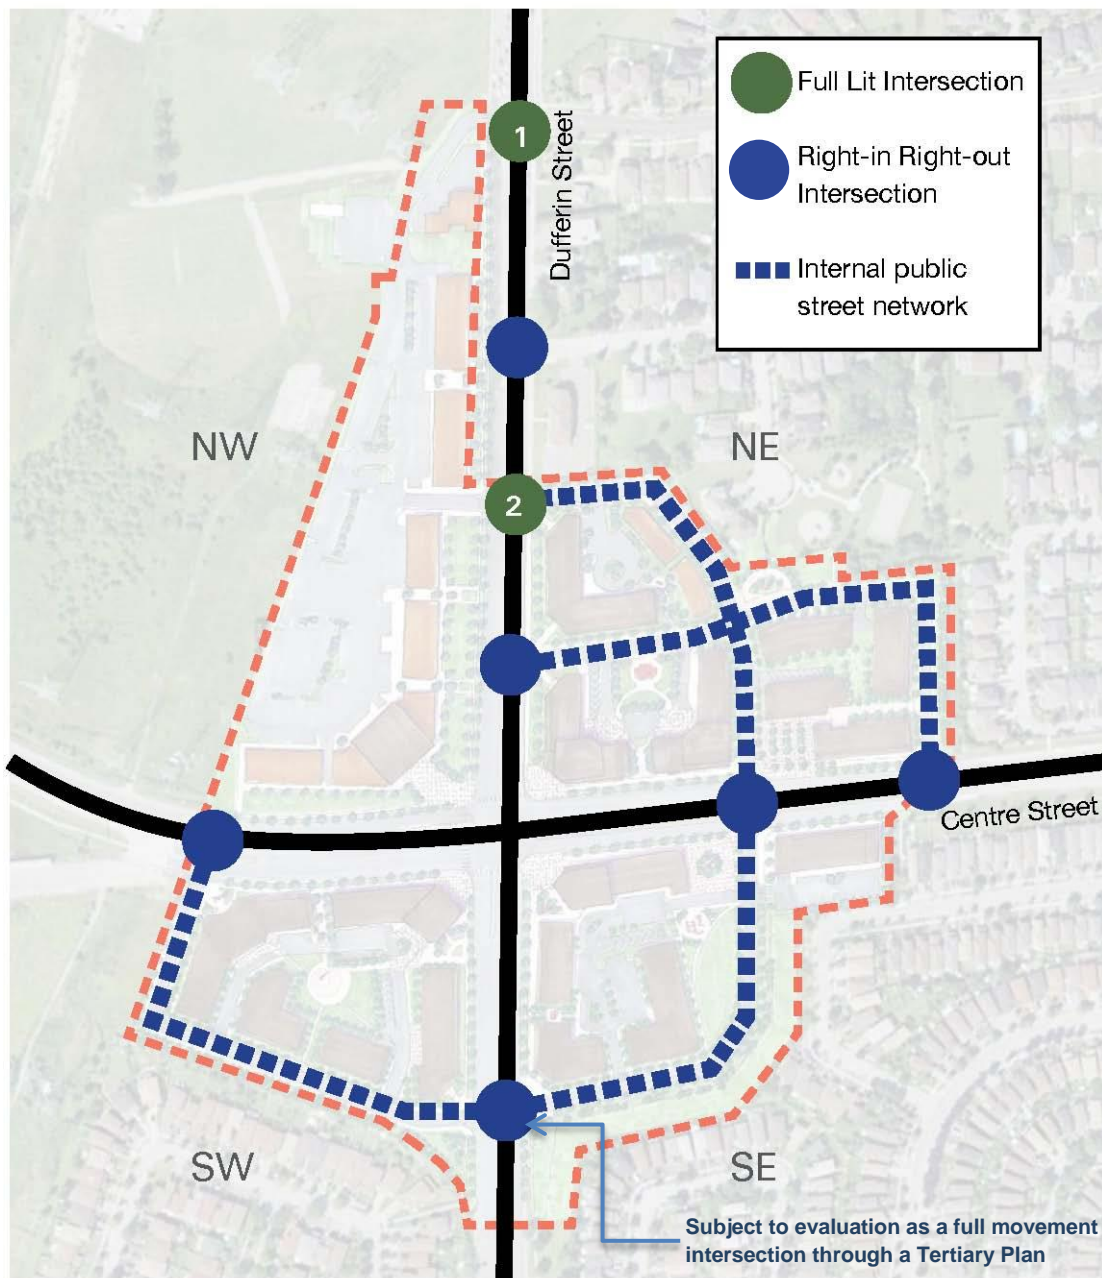 Full Lit Intersection
Right-in Right-out
Intersection
Internal public
street network
1
Dufferin Street
NW
NE
2
Centre Street
SW
SE
Subject to evaluation as a full movement
intersection through a Tertiary Plan